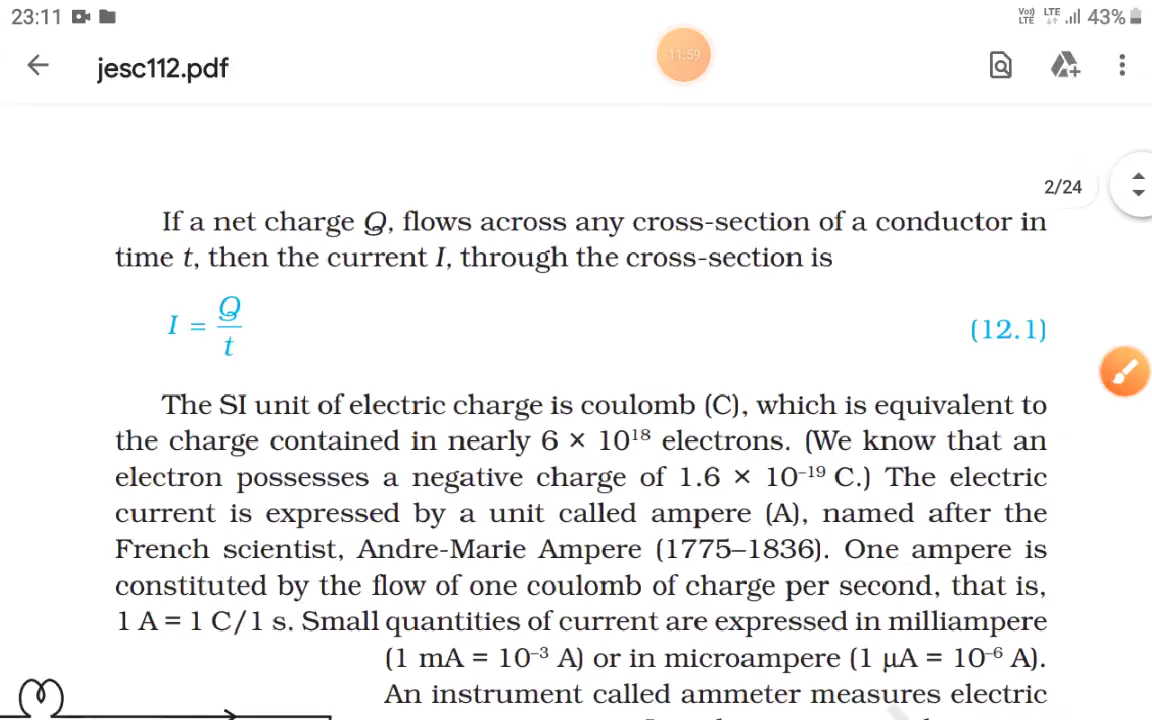 23:11 Vo) LTE LTE 43%
jesc112.pdf 11:59
2/24
If a net charge Q, flows across any cross-section of a conductor in
time t, then the current I, through the cross-section is
I = Q/t (12.1)
The SI unit of electric charge is coulomb (C), which is equivalent to
the charge contained in nearly 6 × 10¹⁸ electrons. (We know that an
electron possesses a negative charge of 1.6 × 10⁻¹⁹ C.) The electric
current is expressed by a unit called ampere (A), named after the
French scientist, Andre-Marie Ampere (1775–1836). One ampere is
constituted by the flow of one coulomb of charge per second, that is,
1 A = 1 C/1 s. Small quantities of current are expressed in milliampere
(1 mA = 10⁻³ A) or in microampere (1 µA = 10⁻⁶ A).
An instrument called ammeter measures electric